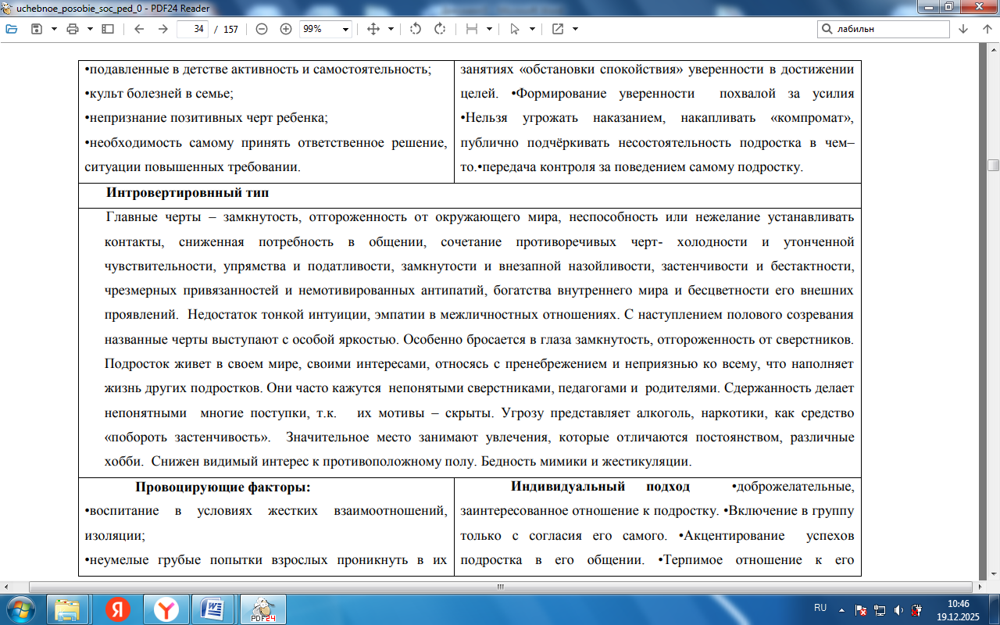 uchebnoe_posobie_soc_ped_0 - PDF24 Reader
34 / 157
99%
лабильн
•подавленные в детстве активность и самостоятельность;
•культ болезней в семье;
•непризнание позитивных черт ребенка;
•необходимость самому принять ответственное решение,
ситуации повышенных требовании.
занятиях «обстановки спокойствия» уверенности в достижении
целей. •Формирование уверенности похвалой за усилия
•Нельзя угрожать наказанием, накапливать «компромат»,
публично подчёркивать несостоятельность подростка в чем–
то.•передача контроля за поведением самому подростку.
Интровертировнный тип
Главные черты – замкнутость, отгороженность от окружающего мира, неспособность или нежелание устанавливать
контакты, сниженная потребность в общении, сочетание противоречивых черт- холодности и утонченной
чувствительности, упрямства и податливости, замкнутости и внезапной назойливости, застенчивости и бестактности,
чрезмерных привязанностей и немотивированных антипатий, богатства внутреннего мира и бесцветности его внешних
проявлений. Недостаток тонкой интуиции, эмпатии в межличностных отношениях. С наступлением полового созревания
названные черты выступают с особой яркостью. Особенно бросается в глаза замкнутость, отгороженность от сверстников.
Подросток живет в своем мире, своими интересами, относясь с пренебрежением и неприязнью ко всему, что наполняет
жизнь других подростков. Они часто кажутся непонятыми сверстниками, педагогами и родителями. Сдержанность делает
непонятными многие поступки, т.к. их мотивы – скрыты. Угрозу представляет алкоголь, наркотики, как средство
«побороть застенчивость». Значительное место занимают увлечения, которые отличаются постоянством, различные
хобби. Снижен видимый интерес к противоположному полу. Бедность мимики и жестикуляции.
Провоцирующие факторы:
•воспитание в условиях жестких взаимоотношений,
изоляции;
•неумелые грубые попытки взрослых проникнуть в их
Индивидуальный подход •доброжелательные,
заинтересованное отношение к подростку. •Включение в группу
только с согласия его самого. •Акцентирование успехов
подростка в его общении. •Терпимое отношение к его
Я
Y
W
PDF24
RU
10:46
19.12.2025